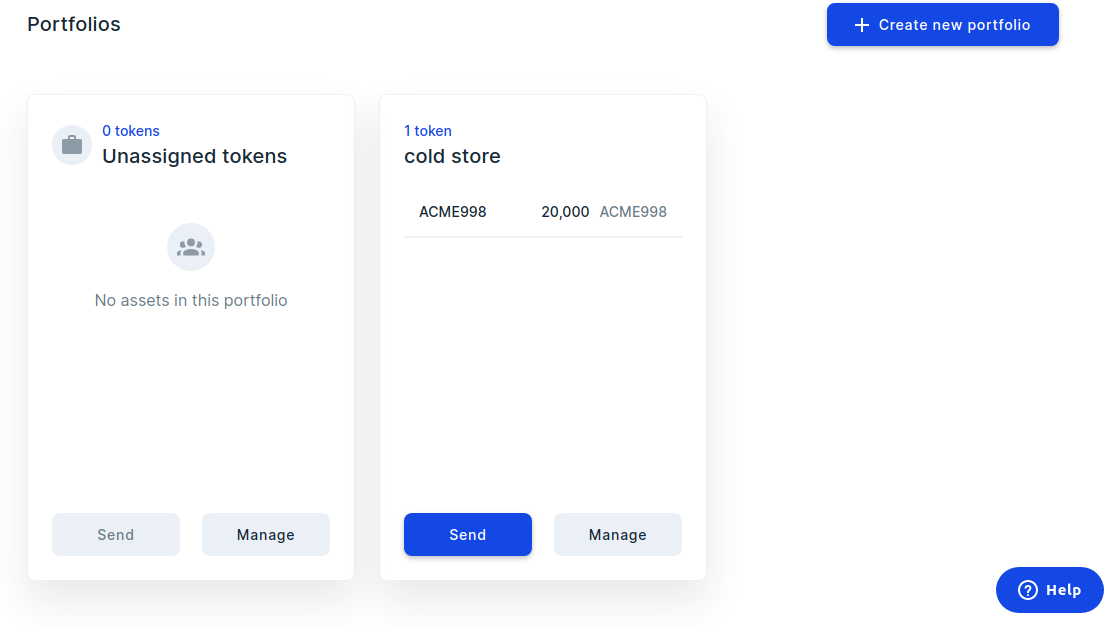 Portfolios
Create new portfolio
0 tokens
Unassigned tokens
No assets in this portfolio
Send
Manage
1 token
cold store
ACME998 20,000 ACME998
Send
Manage
Help